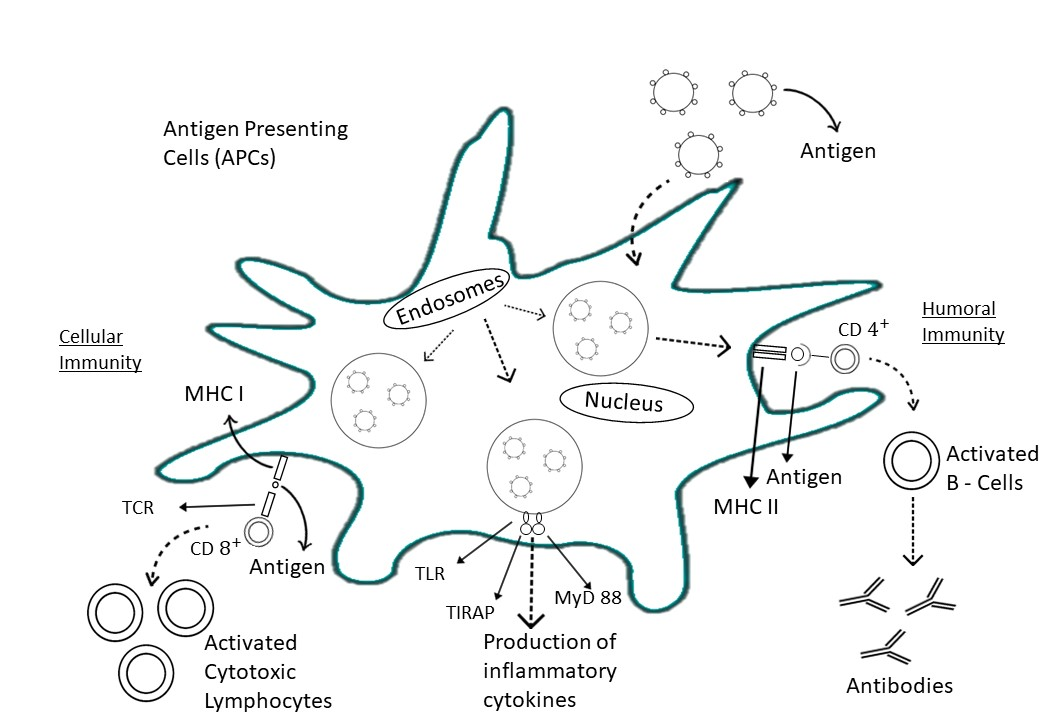 Antigen Presenting
Cells (APCs)
Antigen
Endosomes
Humoral
Immunity
CD 4+
Cellular
Immunity
MHC I
Nucleus
Activated
B - Cells
Antigen
MHC II
TCR
CD 8+
Antigen
TLR
TIRAP
MyD 88
Activated
Cytotoxic
Lymphocytes
Production of
inflammatory
cytokines
Antibodies